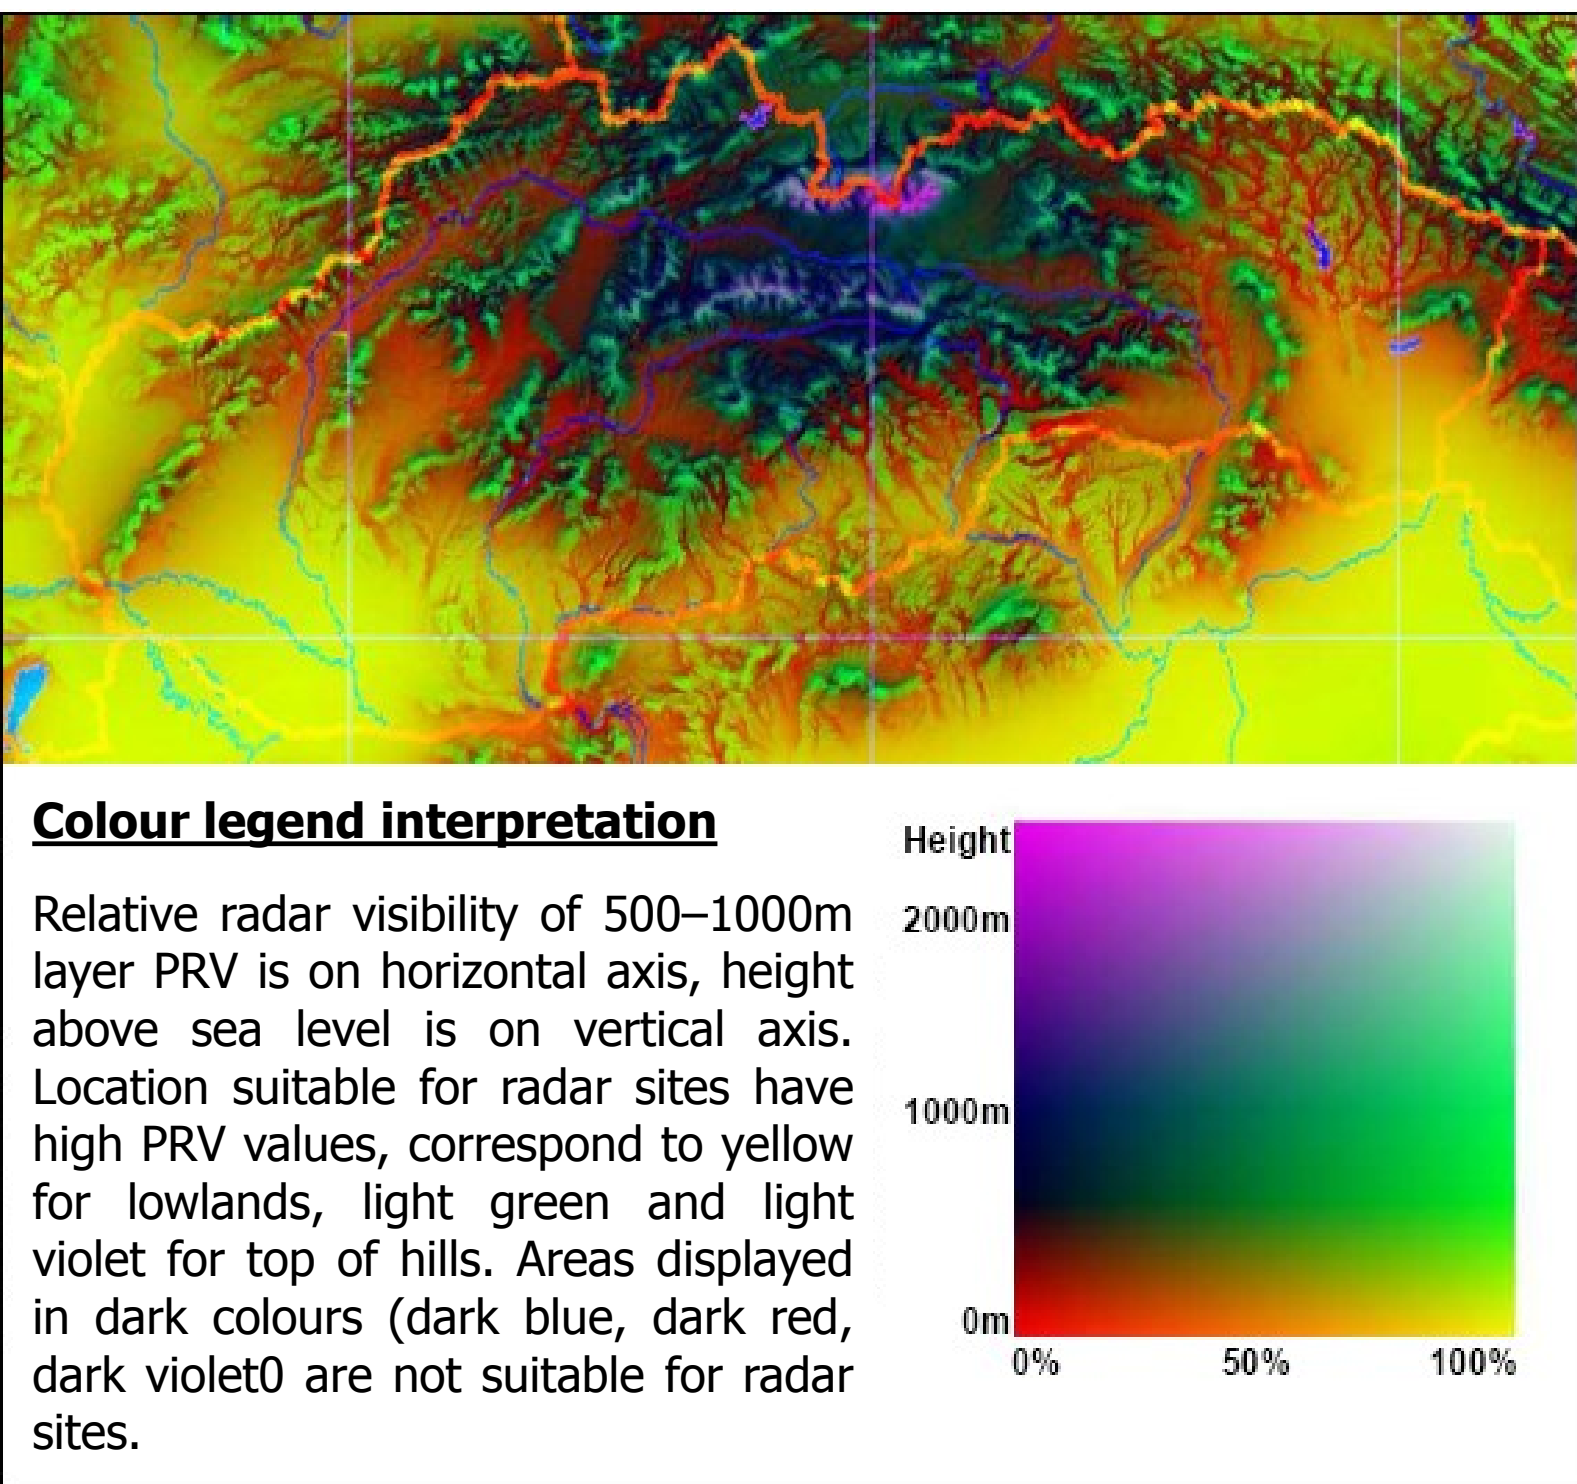 Colour legend interpretation
Relative radar visibility of 500–1000m
layer PRV is on horizontal axis, height
above sea level is on vertical axis.
Location suitable for radar sites have
high PRV values, correspond to yellow
for lowlands, light green and light
violet for top of hills. Areas displayed
in dark colours (dark blue, dark red,
dark violet0 are not suitable for radar
sites.
Height
2000m
1000m
0m
0% 50% 100%